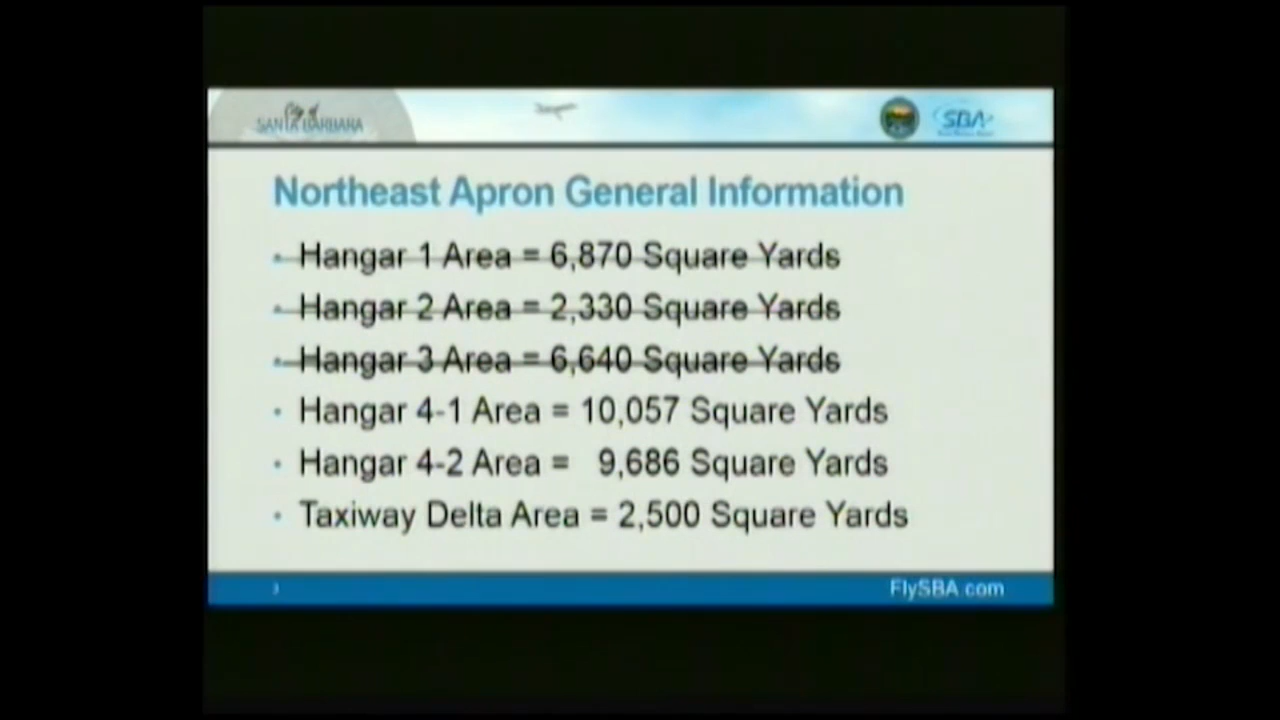 City of
SANTA BARBARA
SBA
Northeast Apron General Information
• Hangar 1 Area = 6,870 Square Yards
• Hangar 2 Area = 2,330 Square Yards
• Hangar 3 Area = 6,640 Square Yards
• Hangar 4-1 Area = 10,057 Square Yards
• Hangar 4-2 Area = 9,686 Square Yards
• Taxiway Delta Area = 2,500 Square Yards
3
FlySBA.com